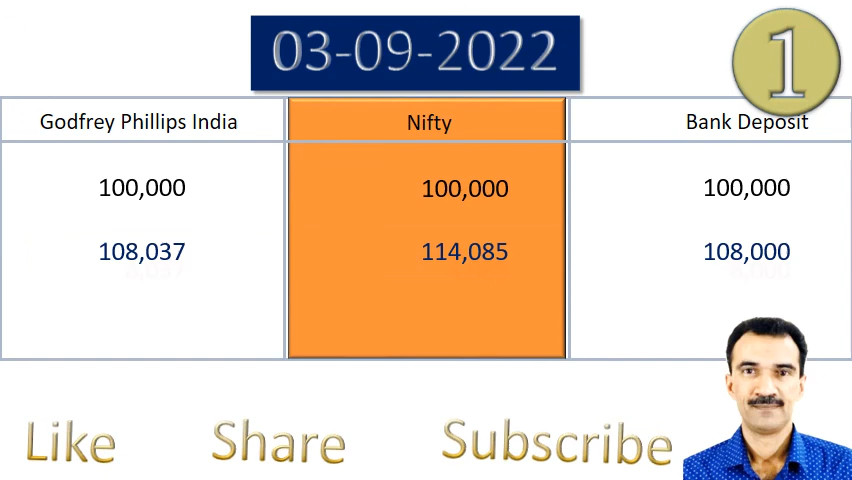 03-09-2022
1
Godfrey Phillips India Nifty Bank Deposit
100,000 100,000 100,000
108,037 114,085 108,000
Like Share Subscribe